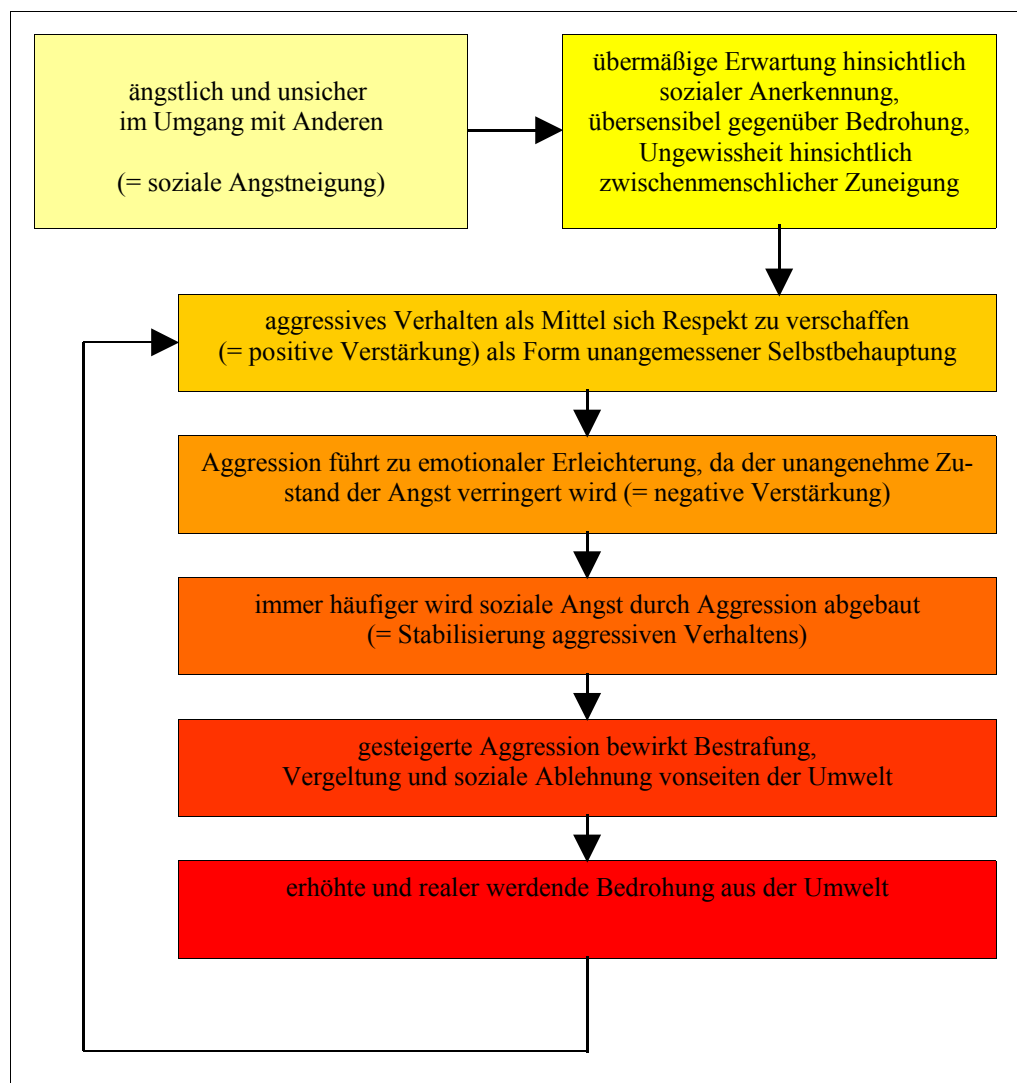 ängstlich und unsicher
im Umgang mit Anderen
(= soziale Angstneigung)
übermäßige Erwartung hinsichtlich
sozialer Anerkennung,
übersensibel gegenüber Bedrohung,
Ungewissheit hinsichtlich
zwischenmenschlicher Zuneigung
aggressives Verhalten als Mittel sich Respekt zu verschaffen
(= positive Verstärkung) als Form unangemessener Selbstbehauptung
Aggression führt zu emotionaler Erleichterung, da der unangenehme Zu-
stand der Angst verringert wird (= negative Verstärkung)
immer häufiger wird soziale Angst durch Aggression abgebaut
(= Stabilisierung aggressiven Verhaltens)
gesteigerte Aggression bewirkt Bestrafung,
Vergeltung und soziale Ablehnung vonseiten der Umwelt
erhöhte und realer werdende Bedrohung aus der Umwelt